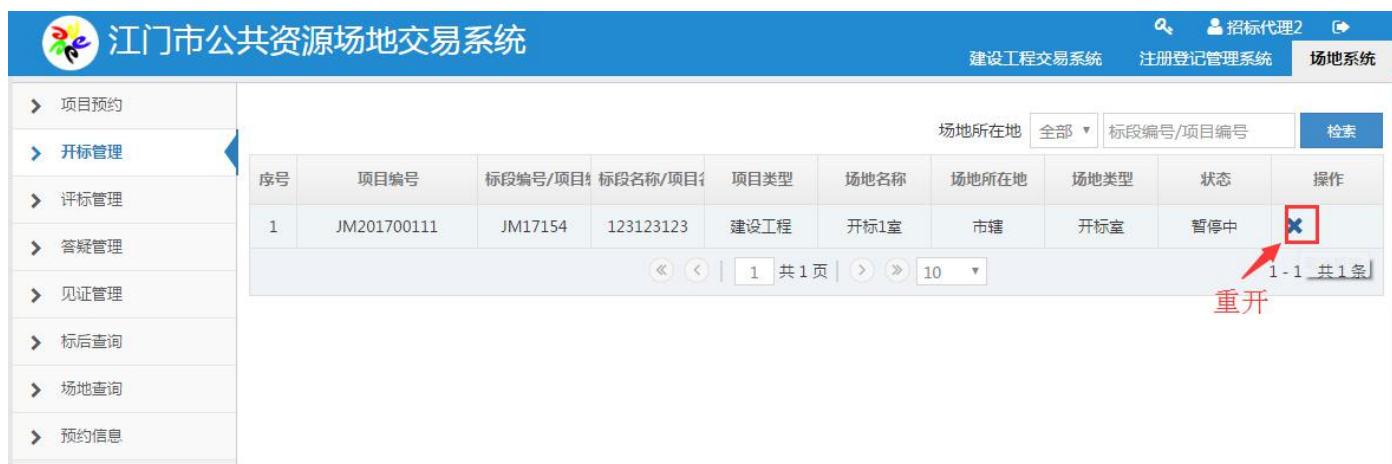 江门市公共资源场地交易系统
招标代理2
建设工程交易系统 注册登记管理系统 场地系统
项目预约
开标管理
评标管理
答疑管理
见证管理
标后查询
场地查询
预约信息
场地所在地 全部 标段编号/项目编号 检索
序号 项目编号 标段编号/项目 标段名称/项目 项目类型 场地名称 场地所在地 场地类型 状态 操作
1 JM201700111 JM17154 123123123 建设工程 开标1室 市辖 开标室 暂停中
1 共1页 10 1 - 1 共1条
重开